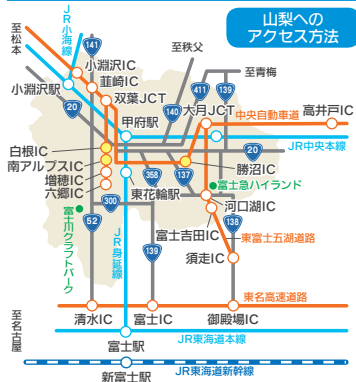 山梨への
アクセス方法
至松本
JR小海線
141
至秩父
小淵沢IC
韮崎IC
双葉JCT
小淵沢駅
20
甲府駅
140
411
139
至青梅
大月JCT
中央自動車道
高井戸IC
JR中央本線
20
白根IC
南アルプスIC
増穂IC
六郷IC
358
137
勝沼IC
東花輪駅
富士急ハイランド
300
河口湖IC
富士川クラフトパーク
52
JR身延線
富士吉田IC
138
東富士五湖道路
139
須走IC
東名高速道路
清水IC
富士IC
御殿場IC
至名古屋
JR東海道本線
富士駅
JR東海道新幹線
新富士駅